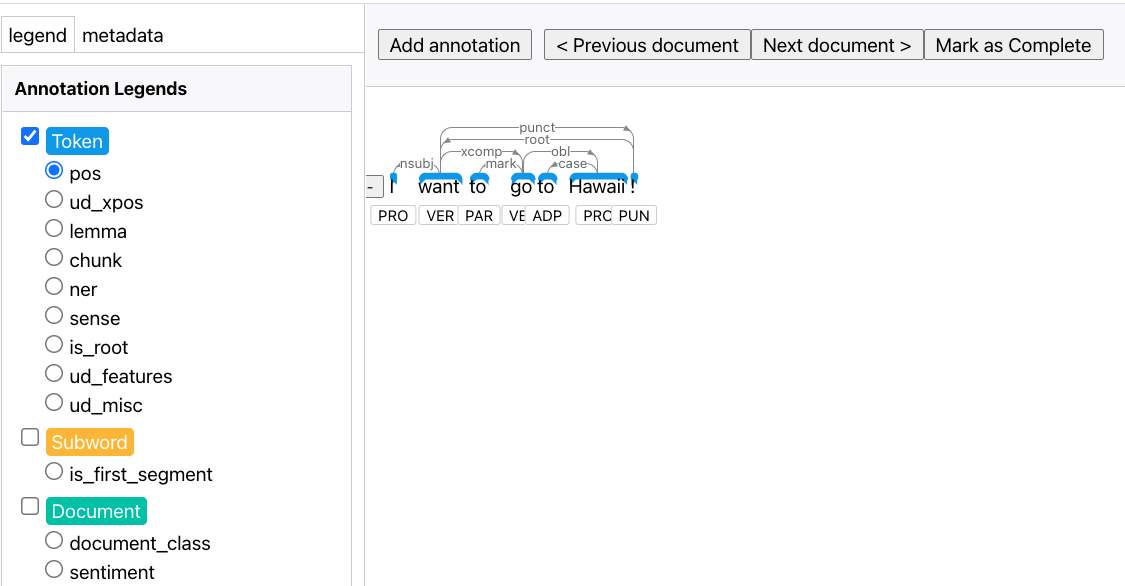 legend metadata
Annotation Legends
Token
pos
ud_xpos
lemma
chunk
ner
sense
is_root
ud_features
ud_misc
Subword
is_first_segment
Document
document_class
sentiment
Add annotation < Previous document Next document > Mark as Complete
punct
root
xcomp obl
nsubj mark case
- I want to go to Hawaii !
PRO VER PAR VE ADP PRO PUN